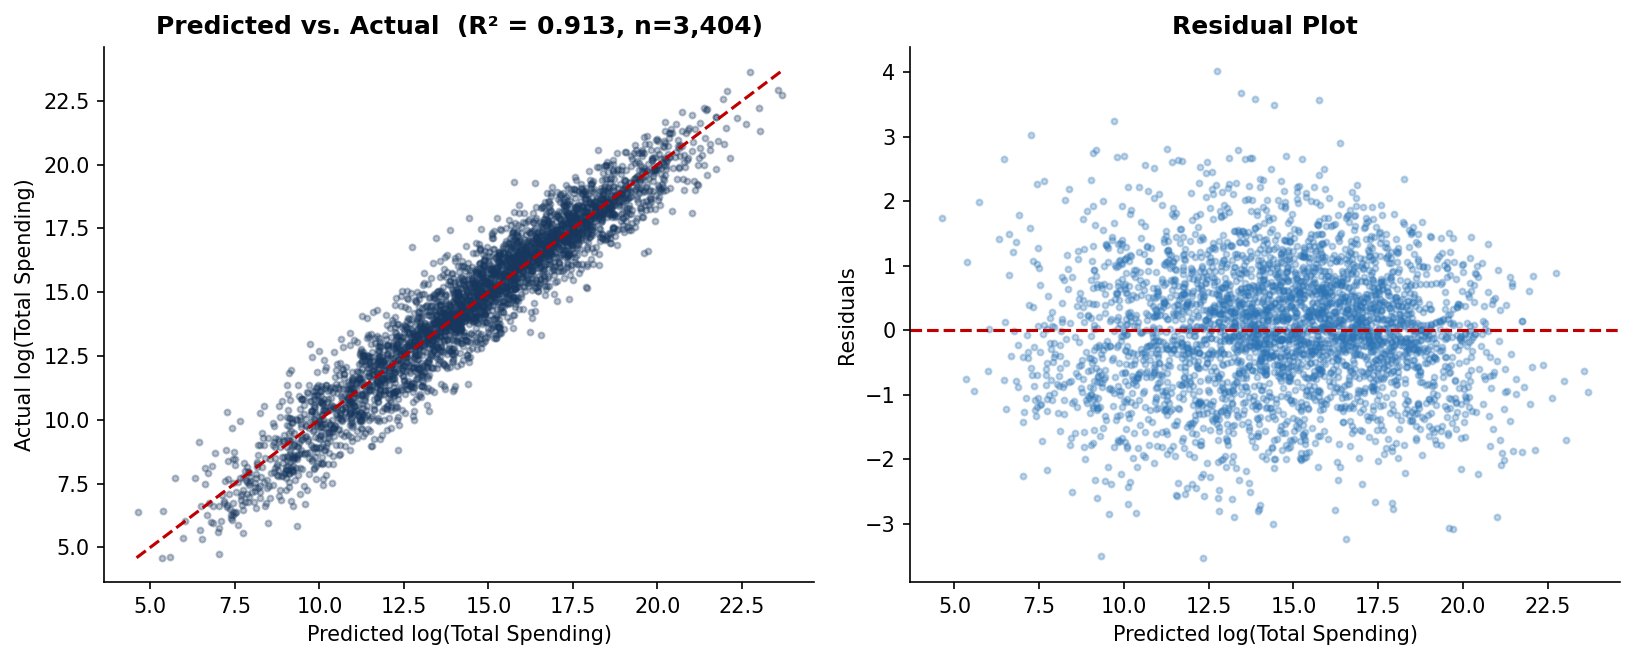 Predicted vs. Actual  (R² = 0.913, n=3,404)
Actual log(Total Spending)
22.5
20.0
17.5
15.0
12.5
10.0
7.5
5.0
5.0 7.5 10.0 12.5 15.0 17.5 20.0 22.5
Predicted log(Total Spending)
Residual Plot
Residuals
4
3
2
1
0
−1
−2
−3
5.0 7.5 10.0 12.5 15.0 17.5 20.0 22.5
Predicted log(Total Spending)